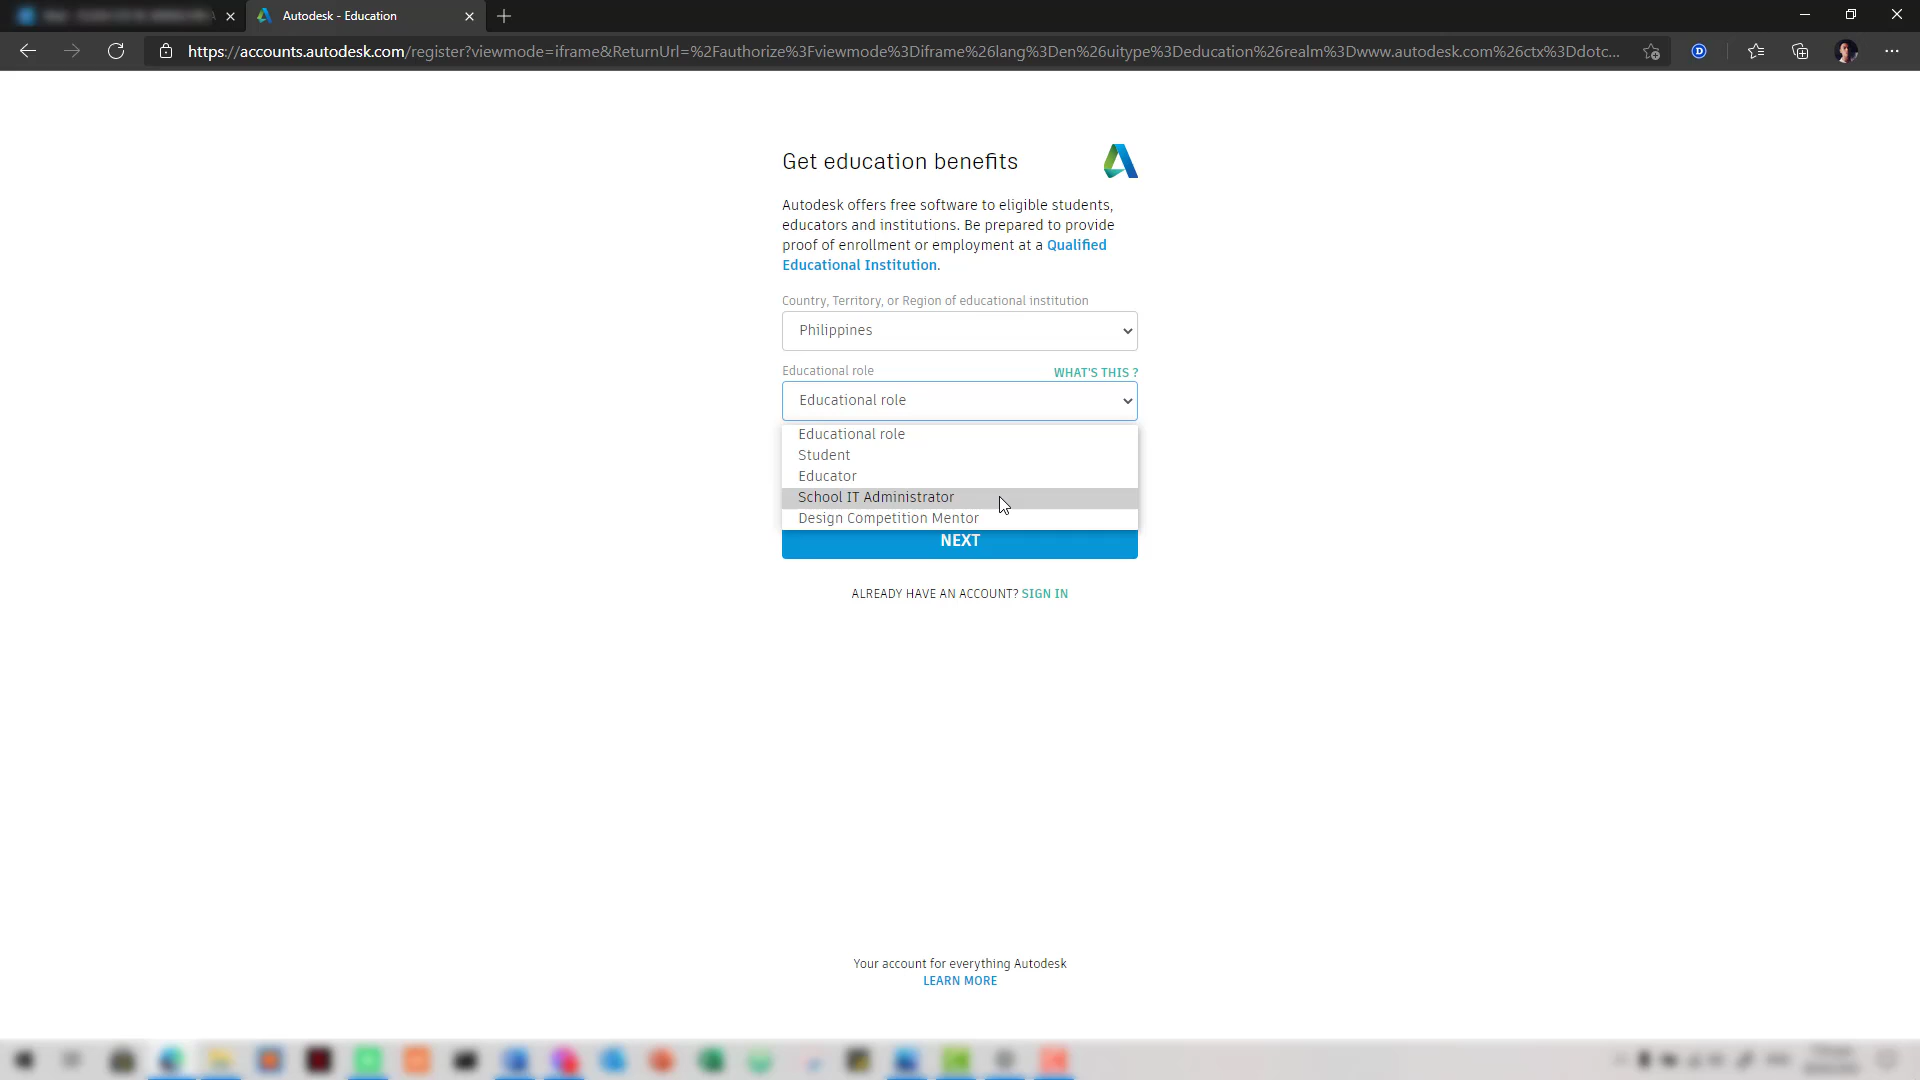 Autodesk - Education
https://accounts.autodesk.com/register?viewmode=iframe&ReturnUrl=%2Fauthorize%3Fviewmode%3Diframe%26lang%3Den%26uitype%3Deducation%26realm%3Dwww.autodesk.com%26ctx%3Ddotc...
Get education benefits
Autodesk offers free software to eligible students,
educators and institutions. Be prepared to provide
proof of enrollment or employment at a Qualified
Educational Institution.
Country, Territory, or Region of educational institution
Philippines
Educational role
WHAT'S THIS ?
Educational role
Educational role
Student
Educator
School IT Administrator
Design Competition Mentor
NEXT
ALREADY HAVE AN ACCOUNT? SIGN IN
Your account for everything Autodesk
LEARN MORE